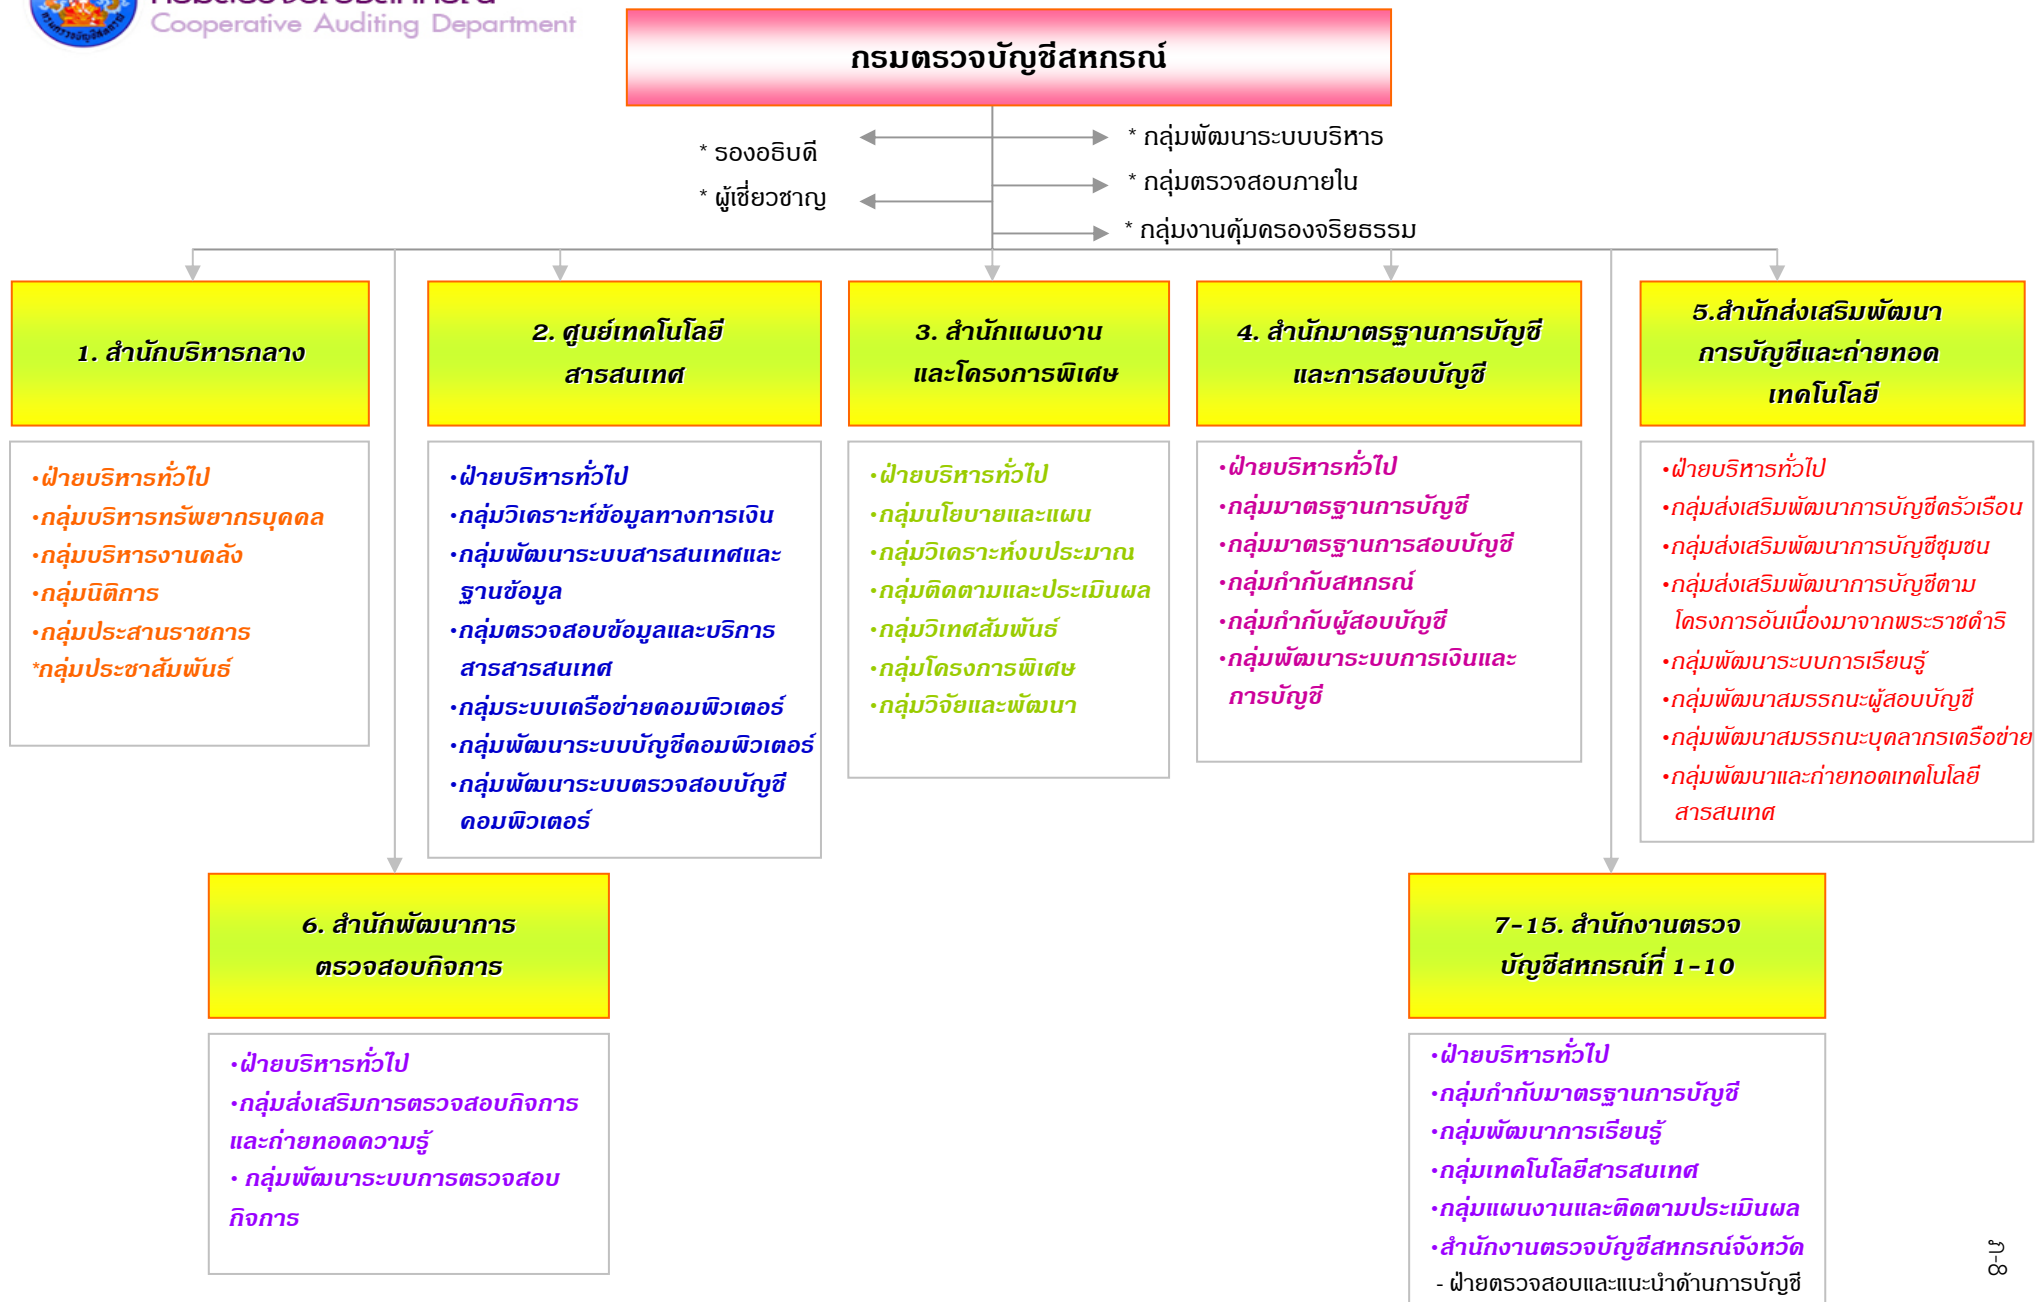 Cooperative Auditing Department
กรมตรวจบัญชีสหกรณ์
* รองอธิบดี
* ผู้เชี่ยวชาญ
* กลุ่มพัฒนาระบบบริหาร
* กลุ่มตรวจสอบภายใน
* กลุ่มงานคุ้มครองจริยธรรม
1. สำนักบริหารกลาง
•ฝ่ายบริหารทั่วไป
•กลุ่มบริหารทรัพยากรบุคคล
•กลุ่มบริหารงานคลัง
•กลุ่มนิติการ
•กลุ่มประสานราชการ
*กลุ่มประชาสัมพันธ์
2. ศูนย์เทคโนโลยี
สารสนเทศ
•ฝ่ายบริหารทั่วไป
•กลุ่มวิเคราะห์ข้อมูลทางการเงิน
•กลุ่มพัฒนาระบบสารสนเทศและ
ฐานข้อมูล
•กลุ่มตรวจสอบข้อมูลและบริการ
สารสารสนเทศ
•กลุ่มระบบเครือข่ายคอมพิวเตอร์
•กลุ่มพัฒนาระบบบัญชีคอมพิวเตอร์
•กลุ่มพัฒนาระบบตรวจสอบบัญชี
คอมพิวเตอร์
3. สำนักแผนงาน
และโครงการพิเศษ
•ฝ่ายบริหารทั่วไป
•กลุ่มนโยบายและแผน
•กลุ่มวิเคราะห์งบประมาณ
•กลุ่มติดตามและประเมินผล
•กลุ่มวิเทศสัมพันธ์
•กลุ่มโครงการพิเศษ
•กลุ่มวิจัยและพัฒนา
4. สำนักมาตรฐานการบัญชี
และการสอบบัญชี
•ฝ่ายบริหารทั่วไป
•กลุ่มมาตรฐานการบัญชี
•กลุ่มมาตรฐานการสอบบัญชี
•กลุ่มกำกับสหกรณ์
•กลุ่มกำกับผู้สอบบัญชี
•กลุ่มพัฒนาระบบการเงินและ
การบัญชี
5.สำนักส่งเสริมพัฒนา
การบัญชีและถ่ายทอด
เทคโนโลยี
•ฝ่ายบริหารทั่วไป
•กลุ่มส่งเสริมพัฒนาการบัญชีครัวเรือน
•กลุ่มส่งเสริมพัฒนาการบัญชีชุมชน
•กลุ่มส่งเสริมพัฒนาการบัญชีตาม
โครงการอันเนื่องมาจากพระราชดำริ
•กลุ่มพัฒนาระบบการเรียนรู้
•กลุ่มพัฒนาสมรรถนะผู้สอบบัญชี
•กลุ่มพัฒนาสมรรถนะบุคลากรเครือข่าย
•กลุ่มพัฒนาและถ่ายทอดเทคโนโลยี
สารสนเทศ
6. สำนักพัฒนาการ
ตรวจสอบกิจการ
•ฝ่ายบริหารทั่วไป
•กลุ่มส่งเสริมการตรวจสอบกิจการ
และถ่ายทอดความรู้
• กลุ่มพัฒนาระบบการตรวจสอบ
กิจการ
7-15. สำนักงานตรวจ
บัญชีสหกรณ์ที่ 1-10
•ฝ่ายบริหารทั่วไป
•กลุ่มกำกับมาตรฐานการบัญชี
•กลุ่มพัฒนาการเรียนรู้
•กลุ่มเทคโนโลยีสารสนเทศ
•กลุ่มแผนงานและติดตามประเมินผล
•สำนักงานตรวจบัญชีสหกรณ์จังหวัด
- ฝ่ายตรวจสอบและแนะนำด้านการบัญชี
ภ-8